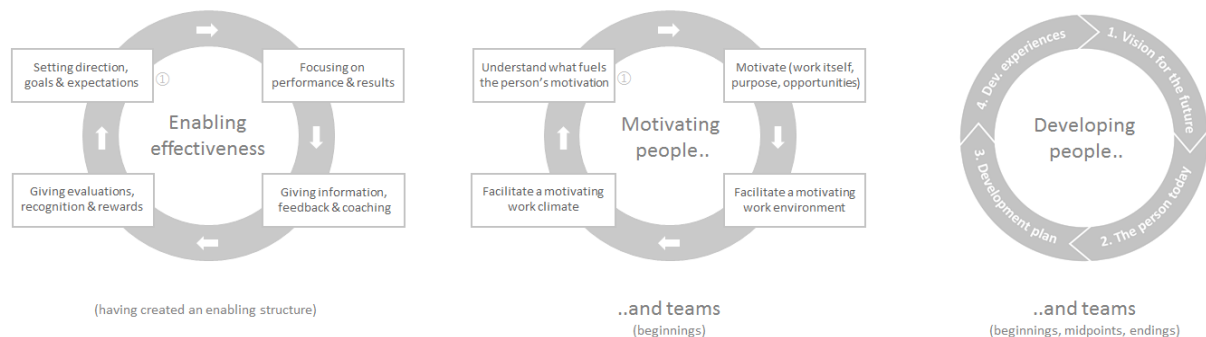 Setting direction,
goals & expectations
①
Focusing on
performance & results
Enabling
effectiveness
Giving evaluations,
recognition & rewards
Giving information,
feedback & coaching
(having created an enabling structure)
Understand what fuels
the person's motivation
①
Motivate (work itself,
purpose, opportunities)
Motivating
people..
Facilitate a motivating
work climate
Facilitate a motivating
work environment
..and teams
(beginnings)
1. Vision for the future
2. The person today
3. Development plan
4. Dev. experiences
Developing
people..
..and teams
(beginnings, midpoints, endings)